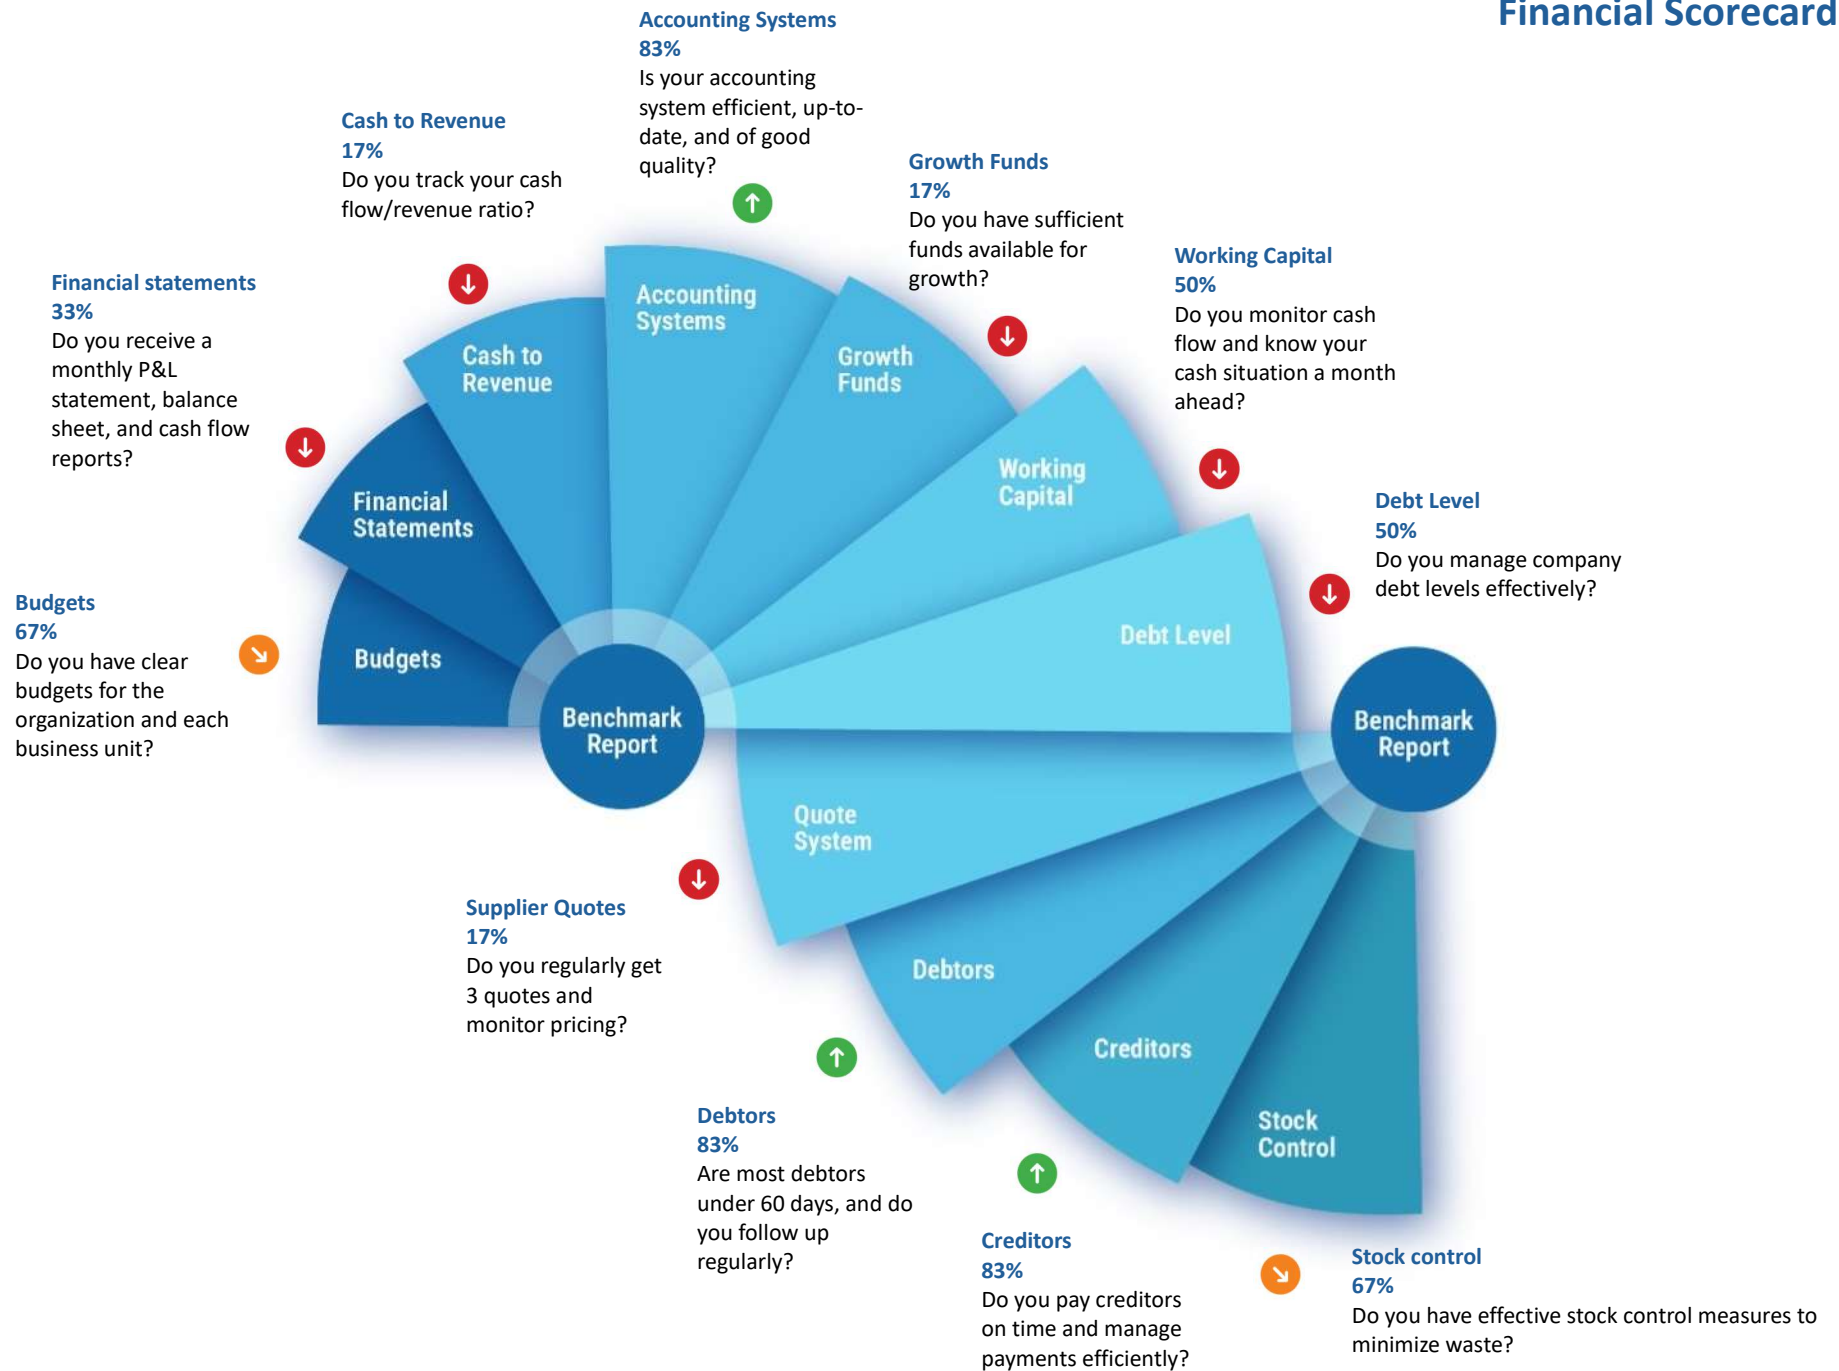 Financial Scorecard
Accounting Systems
83%
Is your accounting
system efficient, up-to-
date, and of good
quality?
Cash to Revenue
17%
Do you track your cash
flow/revenue ratio?
Growth Funds
17%
Do you have sufficient
funds available for
growth?
Working Capital
50%
Do you monitor cash
flow and know your
cash situation a month
ahead?
Financial statements
33%
Do you receive a
monthly P&L
statement, balance
sheet, and cash flow
reports?
Debt Level
50%
Do you manage company
debt levels effectively?
Budgets
67%
Do you have clear
budgets for the
organization and each
business unit?
Accounting
Systems
Cash to
Revenue
Growth
Funds
Working
Capital
Financial
Statements
Debt Level
Budgets
Benchmark
Report
Benchmark
Report
Quote
System
Debtors
Creditors
Stock
Control
Supplier Quotes
17%
Do you regularly get
3 quotes and
monitor pricing?
Debtors
83%
Are most debtors
under 60 days, and do
you follow up
regularly?
Creditors
83%
Do you pay creditors
on time and manage
payments efficiently?
Stock control
67%
Do you have effective stock control measures to
minimize waste?